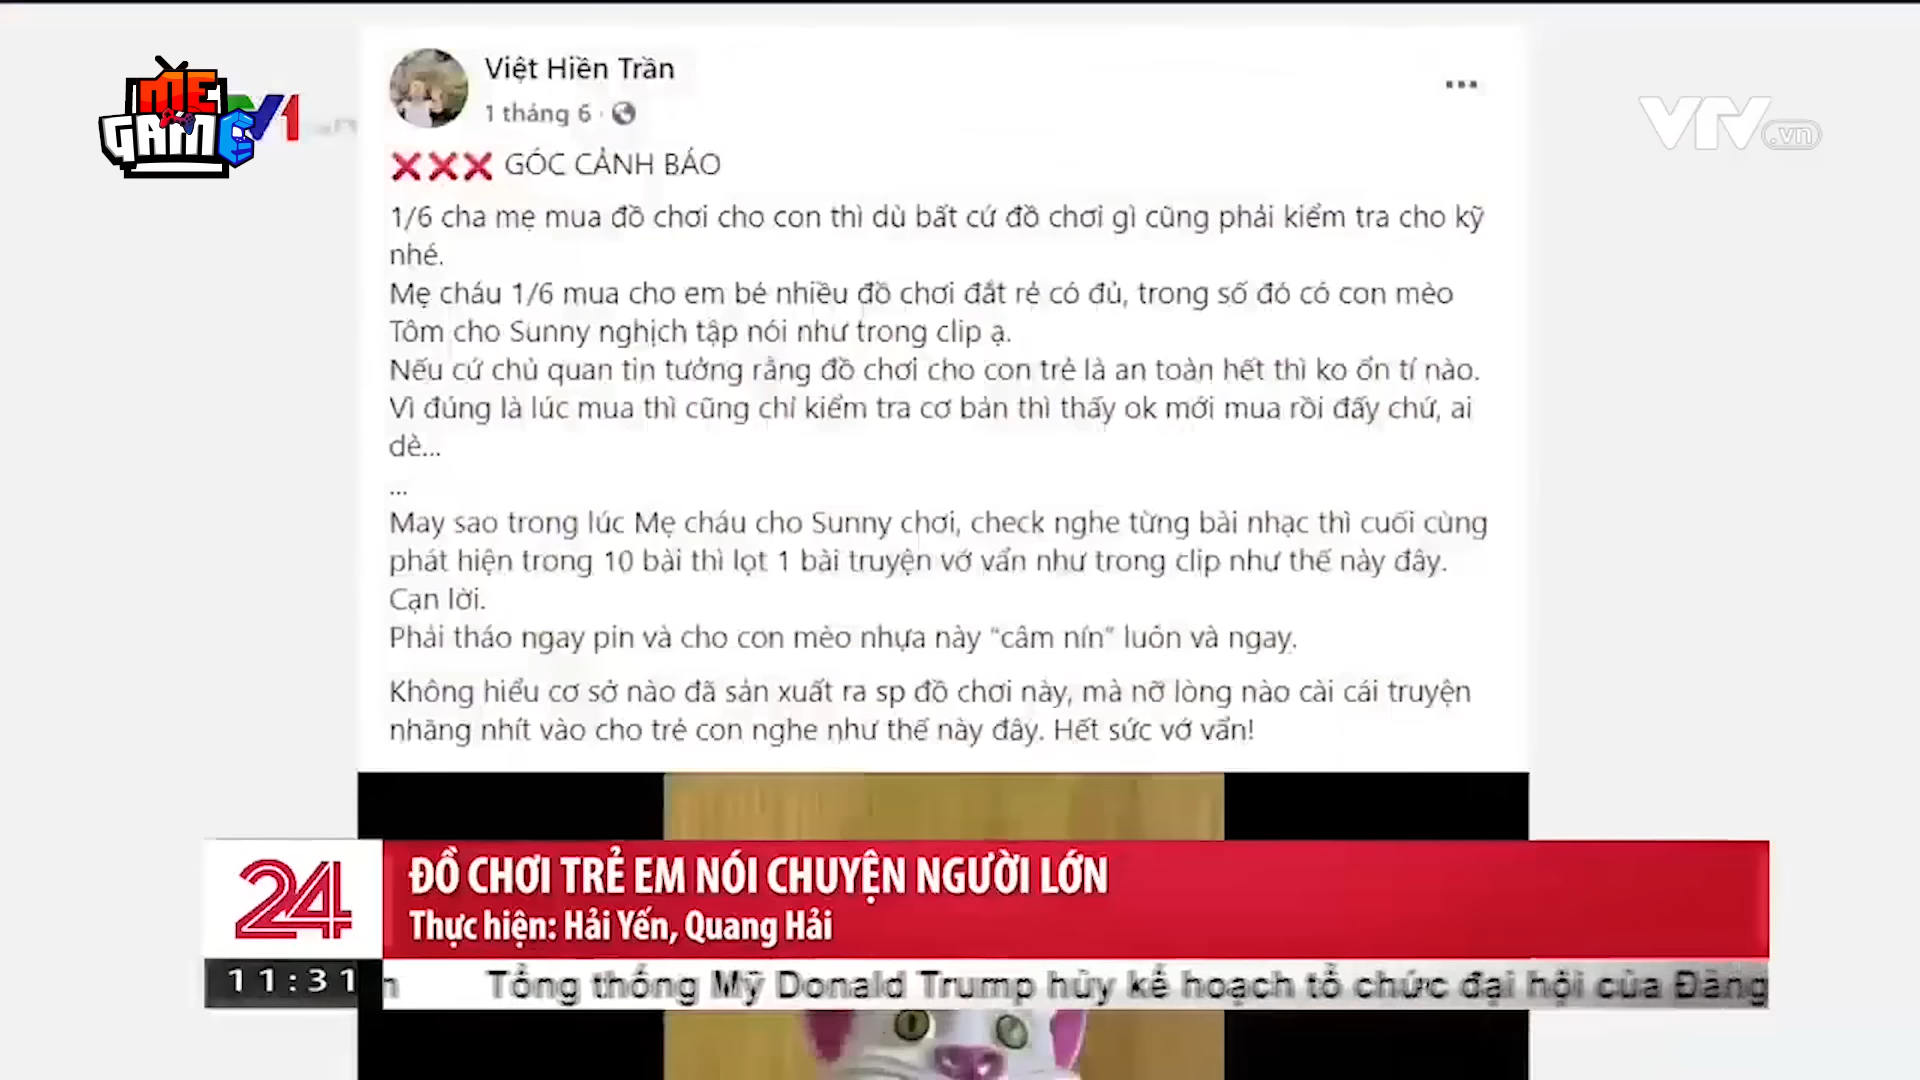 ME
GAME
V1
VTV.vn
Việt Hiền Trần
1 tháng 6 ·
❌❌❌ GÓC CẢNH BÁO
1/6 cha mẹ mua đồ chơi cho con thì dù bất cứ đồ chơi gì cũng phải kiểm tra cho kỹ
nhé.
Mẹ cháu 1/6 mua cho em bé nhiều đồ chơi đắt rẻ có đủ, trong số đó có con mèo
Tôm cho Sunny nghịch tập nói như trong clip ạ.
Nếu cứ chủ quan tin tưởng rằng đồ chơi cho con trẻ là an toàn hết thì ko ổn tí nào.
Vì đúng là lúc mua thì cũng chỉ kiểm tra cơ bản thì thấy ok mới mua rồi đấy chứ, ai
dè...
...
May sao trong lúc Mẹ cháu cho Sunny chơi, check nghe từng bài nhạc thì cuối cùng
phát hiện trong 10 bài thì lọt 1 bài truyện vớ vẩn như trong clip như thế này đây.
Cạn lời.
Phải tháo ngay pin và cho con mèo nhựa này "câm nín" luôn và ngay.
Không hiểu cơ sở nào đã sản xuất ra sp đồ chơi này, mà nỡ lòng nào cài cái truyện
nhăng nhít vào cho trẻ con nghe như thế này đây. Hết sức vớ vẩn!
24
ĐỒ CHƠI TRẺ EM NÓI CHUYỆN NGƯỜI LỚN
Thực hiện: Hải Yến, Quang Hải
11:31
Tổng thống Mỹ Donald Trump hủy kế hoạch tổ chức đại hội của Đảng